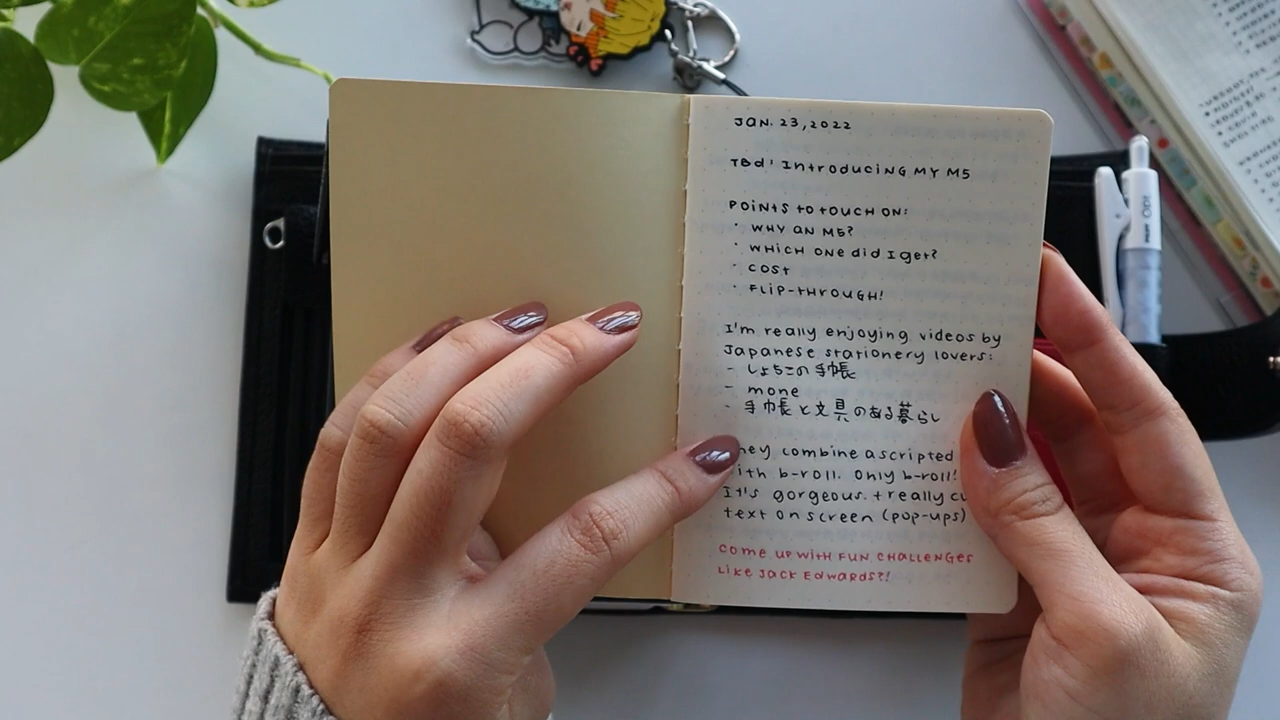 Jan. 23, 2022
TBd: Introducing my M5
Points to touch on:
· Why an M5?
· Which one did I get?
· Cost
· Flip-through!
I'm really enjoying videos by
Japanese stationery lovers:
- しょちこの手帳
- mone
- 手帳と文具のある暮らし
combine a scripted
b-roll. Only b-roll!
It's gorgeous. + really
text on screen (pop-ups)
Come up with fun challenges
like Jack Edwards?!